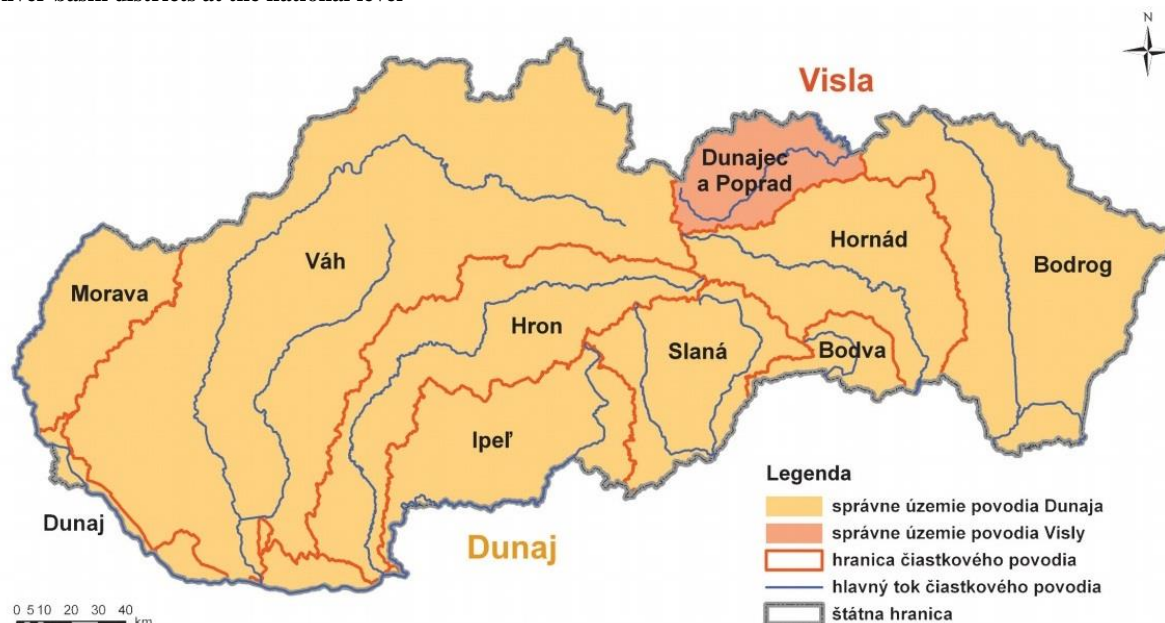 river basin districts at the national level
N
Visla
Dunajec
a Poprad
Hornád
Bodrog
Váh
Morava
Hron
Slaná
Bodva
Ipeľ
Dunaj
Dunaj
Legenda
správne územie povodia Dunaja
správne územie povodia Visly
hranica čiastkového povodia
hlavný tok čiastkového povodia
štátna hranica
0 5 10 20 30 40
km